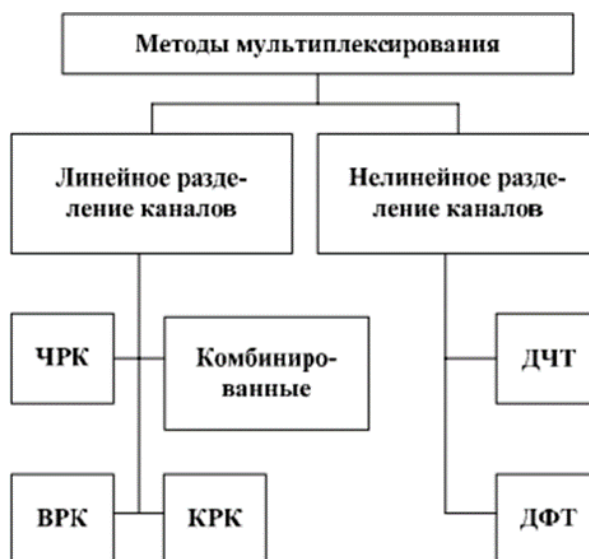 Методы мультиплексирования
Линейное разде-
ление каналов
Нелинейное разде-
ление каналов
ЧРК
Комбиниро-
ванные
ДЧТ
ВРК
КРК
ДФТ